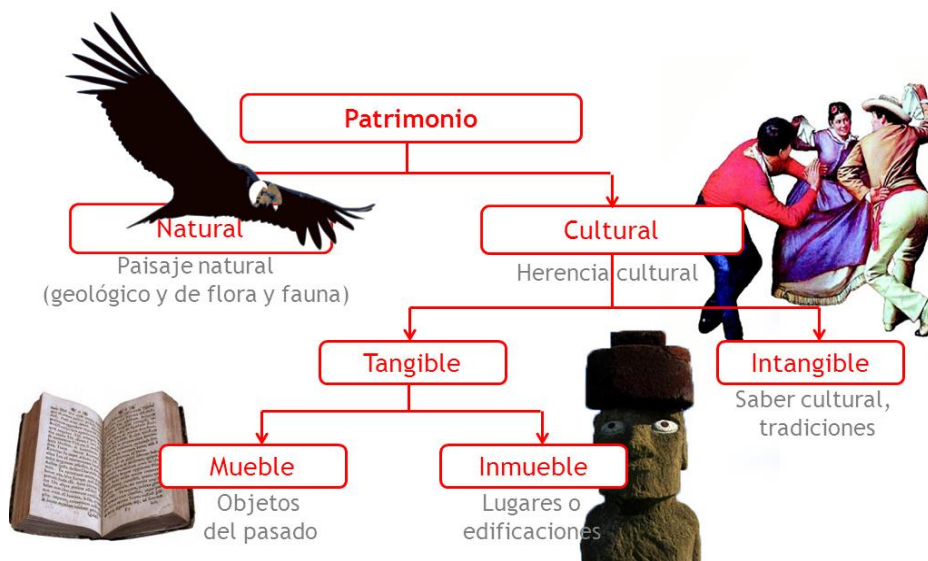 Patrimonio
Natural
Paisaje natural
(geológico y de flora y fauna)
Cultural
Herencia cultural
Tangible
Intangible
Saber cultural,
tradiciones
Mueble
Objetos
del pasado
Inmueble
Lugares o
edificaciones